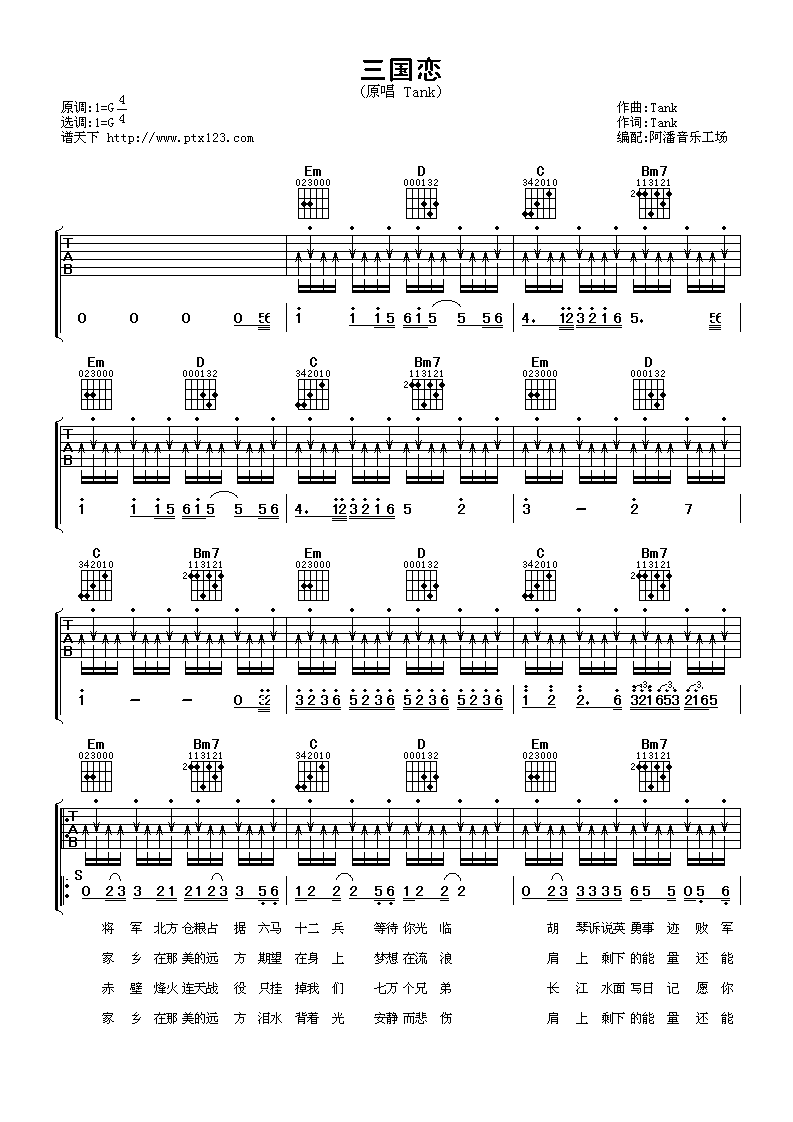 三国恋
(原唱 Tank)
原调:1=G 4/4
选调:1=G
谱天下 http://www.ptx123.com
作曲:Tank
作词:Tank
编配:阿潘音乐工场
Em D C Bm7
023000 000132 342010 113121
2
T A B
0 0 0 0 56 1 1 15 615 5 56 4. 123216 5. 56
Em D C Bm7 Em D
023000 000132 342010 113121 023000 000132
2
T A B
1 1 15 615 5 56 4. 123216 5 2 3 - 2 7
C Bm7 Em D C Bm7
342010 113121 023000 000132 342010 113121
2 2
T A B
1 - - 0 32 3236 5236 5236 5236 1 2 2. 6 321653 2165
3 3
Em Bm7 C D Em Bm7
023000 113121 342010 000132 023000 113121
2 2
T A B
S
0 23 3 21 2123 3 56 12 2 2 56 12 2 2 0 23 3335 65 5 05 6
将 军 北方仓粮占 据 六马 十二 兵 等待 你光 临 胡 琴诉说英 勇事 迹 败军
家 乡 在那 美的远 方 期望 在身 上 梦想 在流 浪 肩 上 剩下 的能 量 还能
赤 壁 烽火连天战 役 只挂 掉我 们 七万 个兄 弟 长 江 水面 写日 记 愿你
家 乡 在那 美的远 方 泪水 背着 光 安静 而悲 伤 肩 上 剩下 的能 量 还能